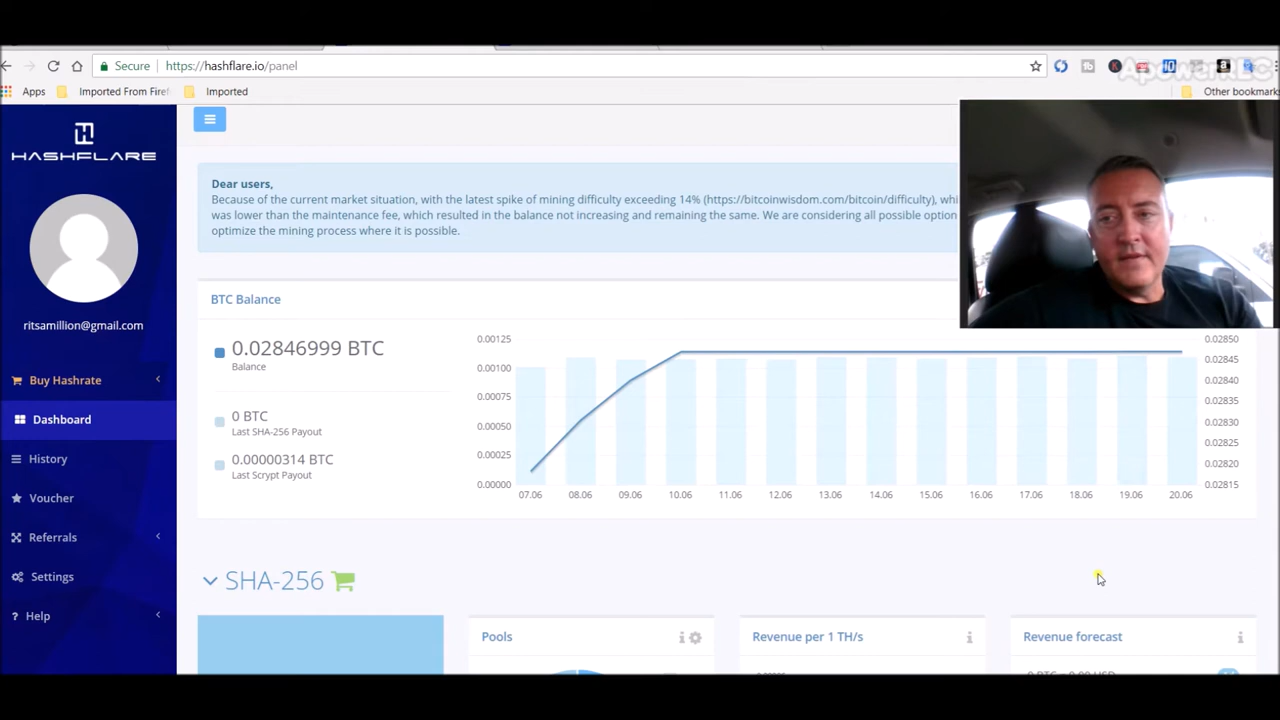 Secure
https://hashflare.io/panel
ApowerREC
Apps
Imported From Firef
Imported
Other bookmark
HASHFLARE
ritsamillion@gmail.com
Buy Hashrate
Dashboard
History
Voucher
Referrals
Settings
? Help
Dear users,
Because of the current market situation, with the latest spike of mining difficulty exceeding 14% (https://bitcoinwisdom.com/bitcoin/difficulty), whi
was lower than the maintenance fee, which resulted in the balance not increasing and remaining the same. We are considering all possible option
optimize the mining process where it is possible.
BTC Balance
0.02846999 BTC
Balance
0 BTC
Last SHA-256 Payout
0.00000314 BTC
Last Scrypt Payout
0.00125
0.00100
0.00075
0.00050
0.00025
0.00000
0.02850
0.02845
0.02840
0.02835
0.02830
0.02825
0.02820
0.02815
07.06 08.06 09.06 10.06 11.06 12.06 13.06 14.06 15.06 16.06 17.06 18.06 19.06 20.06
SHA-256
Pools
Revenue per 1 TH/s
Revenue forecast